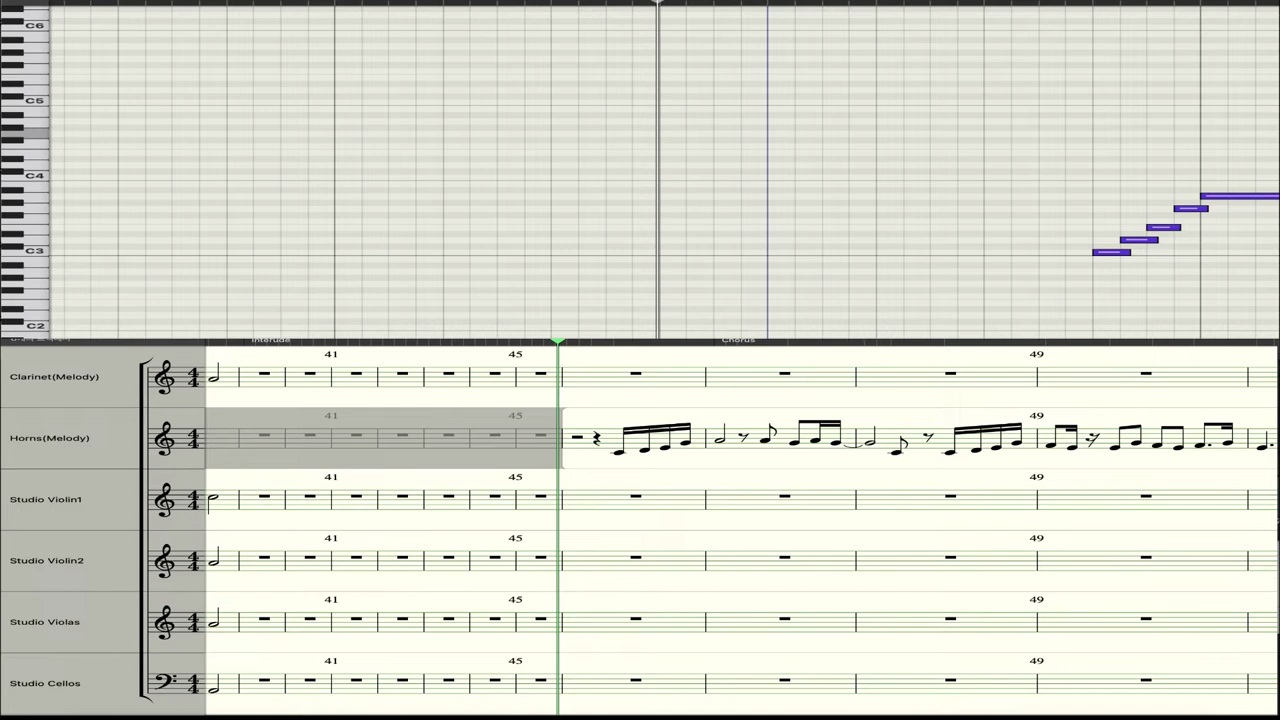 C6
C5
C4
C3
C2
Interlude
Chorus
Clarinet(Melody)
41
45
49
Horns(Melody)
41
45
49
Studio Violin1
41
45
49
Studio Violin2
41
45
49
Studio Violas
41
45
49
Studio Cellos
41
45
49